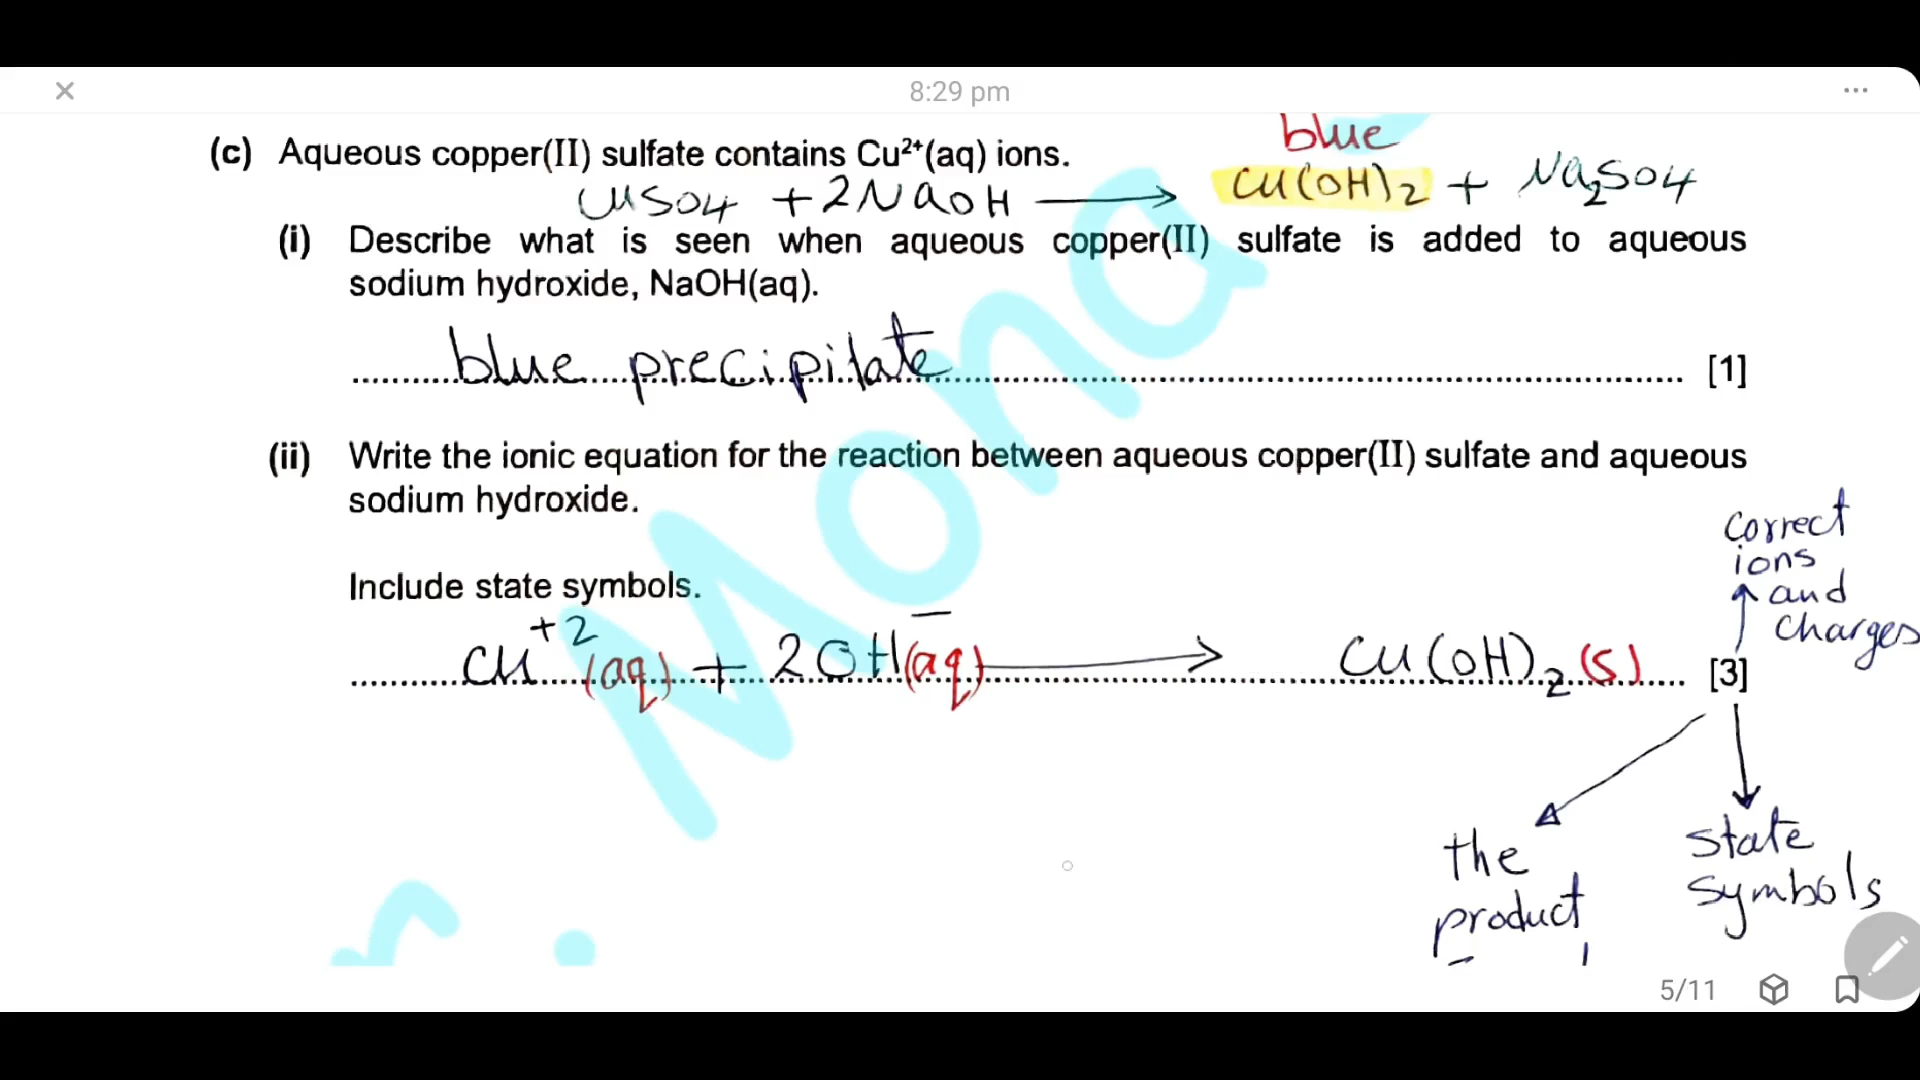 8:29 pm
blue
(c) Aqueous copper(II) sulfate contains Cu²⁺(aq) ions.
CuSO4 + 2NaOH ⟶ Cu(OH)2 + Na2SO4
(i) Describe what is seen when aqueous copper(II) sulfate is added to aqueous
sodium hydroxide, NaOH(aq).
blue precipitate [1]
(ii) Write the ionic equation for the reaction between aqueous copper(II) sulfate and aqueous
sodium hydroxide.
correct
ions
and
charges
Include state symbols.
Cu⁺²(aq) + 2OH⁻(aq) ⟶ Cu(OH)2 (s) [3]
the
product
state
symbols
Mona
5/11